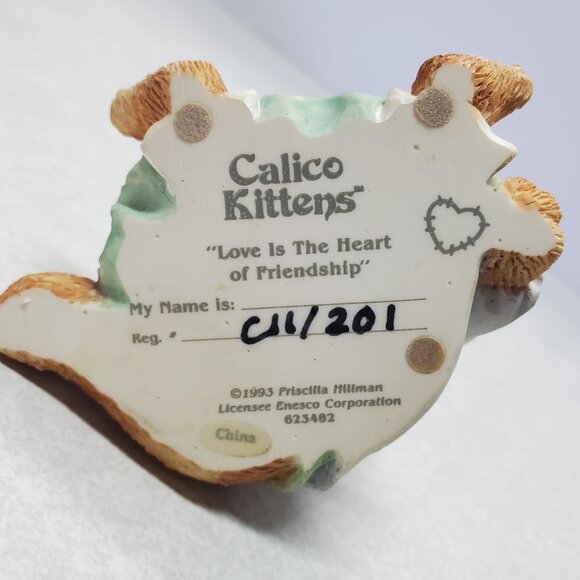 Calico
Kittens™
"Love Is The Heart
of Friendship"
My Name is:
Reg. # C11/201
©1993 Priscilla Hillman
Licensee Enesco Corporation
623482
China